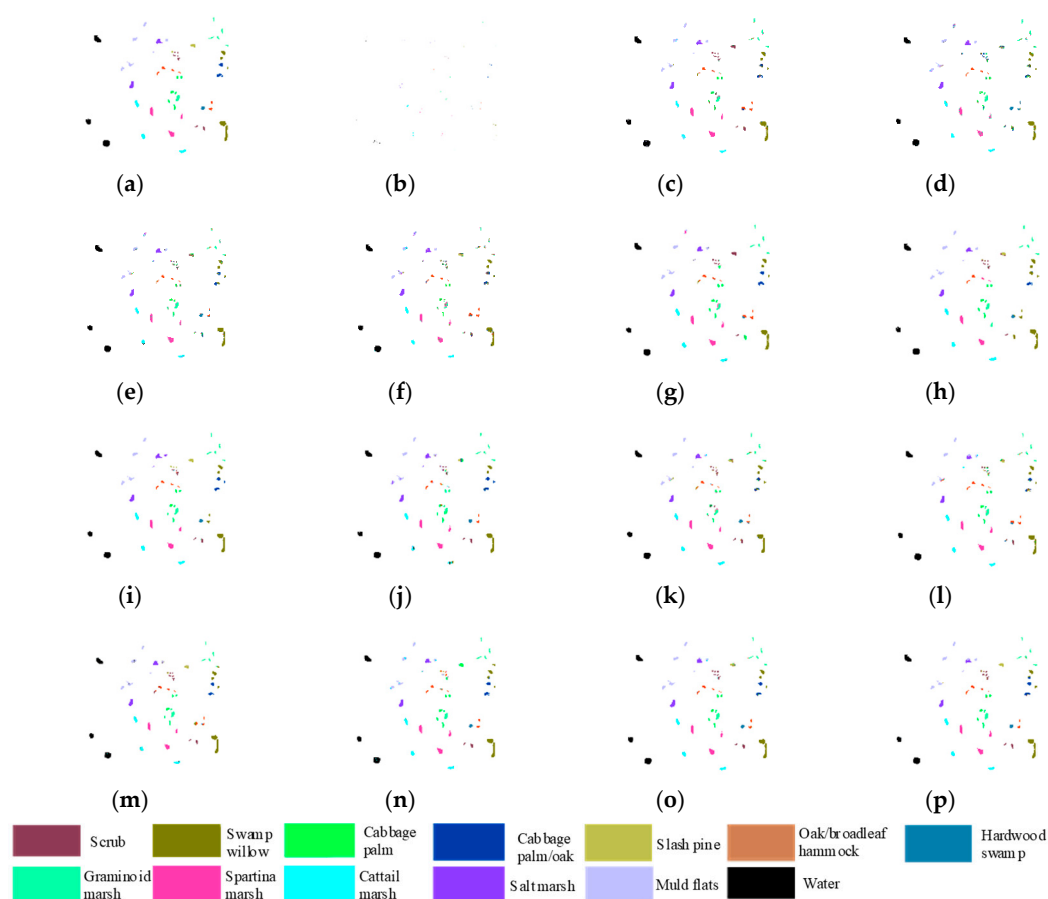 (a) (b) (c) (d)
(e) (f) (g) (h)
(i) (j) (k) (l)
(m) (n) (o) (p)
Scrub
Swamp
willow
Cabbage
palm
Cabbage
palm/oak
Slash pine
Oak/broadleaf
hammock
Hardwood
swamp
Graminoid
marsh
Spartina
marsh
Cattail
marsh
Salt marsh
Muld flats
Water